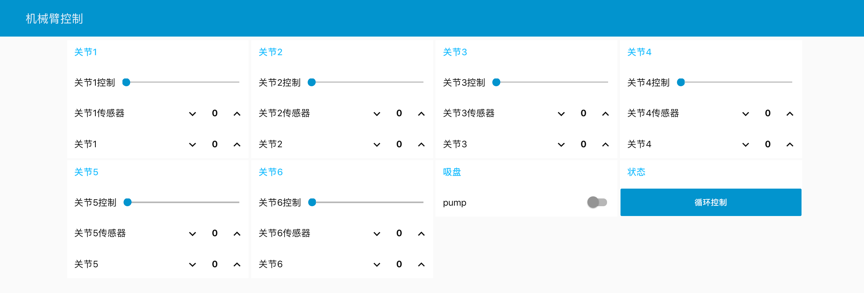 机械臂控制
关节1
关节1控制
关节1传感器 0
关节1 0
关节2
关节2控制
关节2传感器 0
关节2 0
关节3
关节3控制
关节3传感器 0
关节3 0
关节4
关节4控制
关节4传感器 0
关节4 0
关节5
关节5控制
关节5传感器 0
关节5 0
关节6
关节6控制
关节6传感器 0
关节6 0
吸盘
pump
状态
循环控制